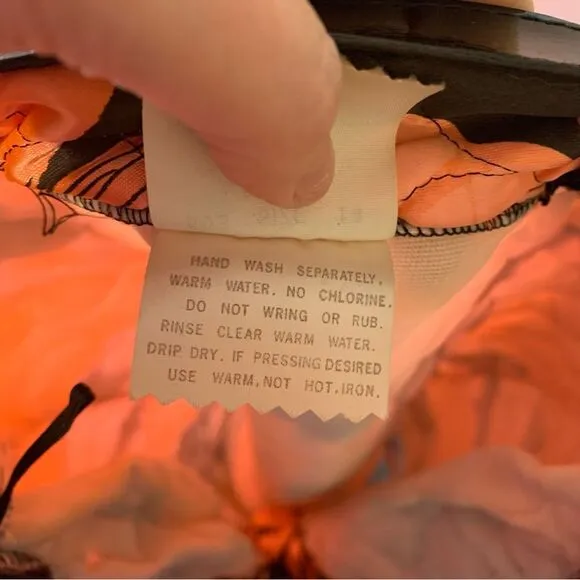 HAND WASH SEPARATELY.
WARM WATER. NO CHLORINE.
DO NOT WRING OR RUB.
RINSE CLEAR WARM WATER.
DRIP DRY. IF PRESSING DESIRED
USE WARM, NOT HOT, IRON.